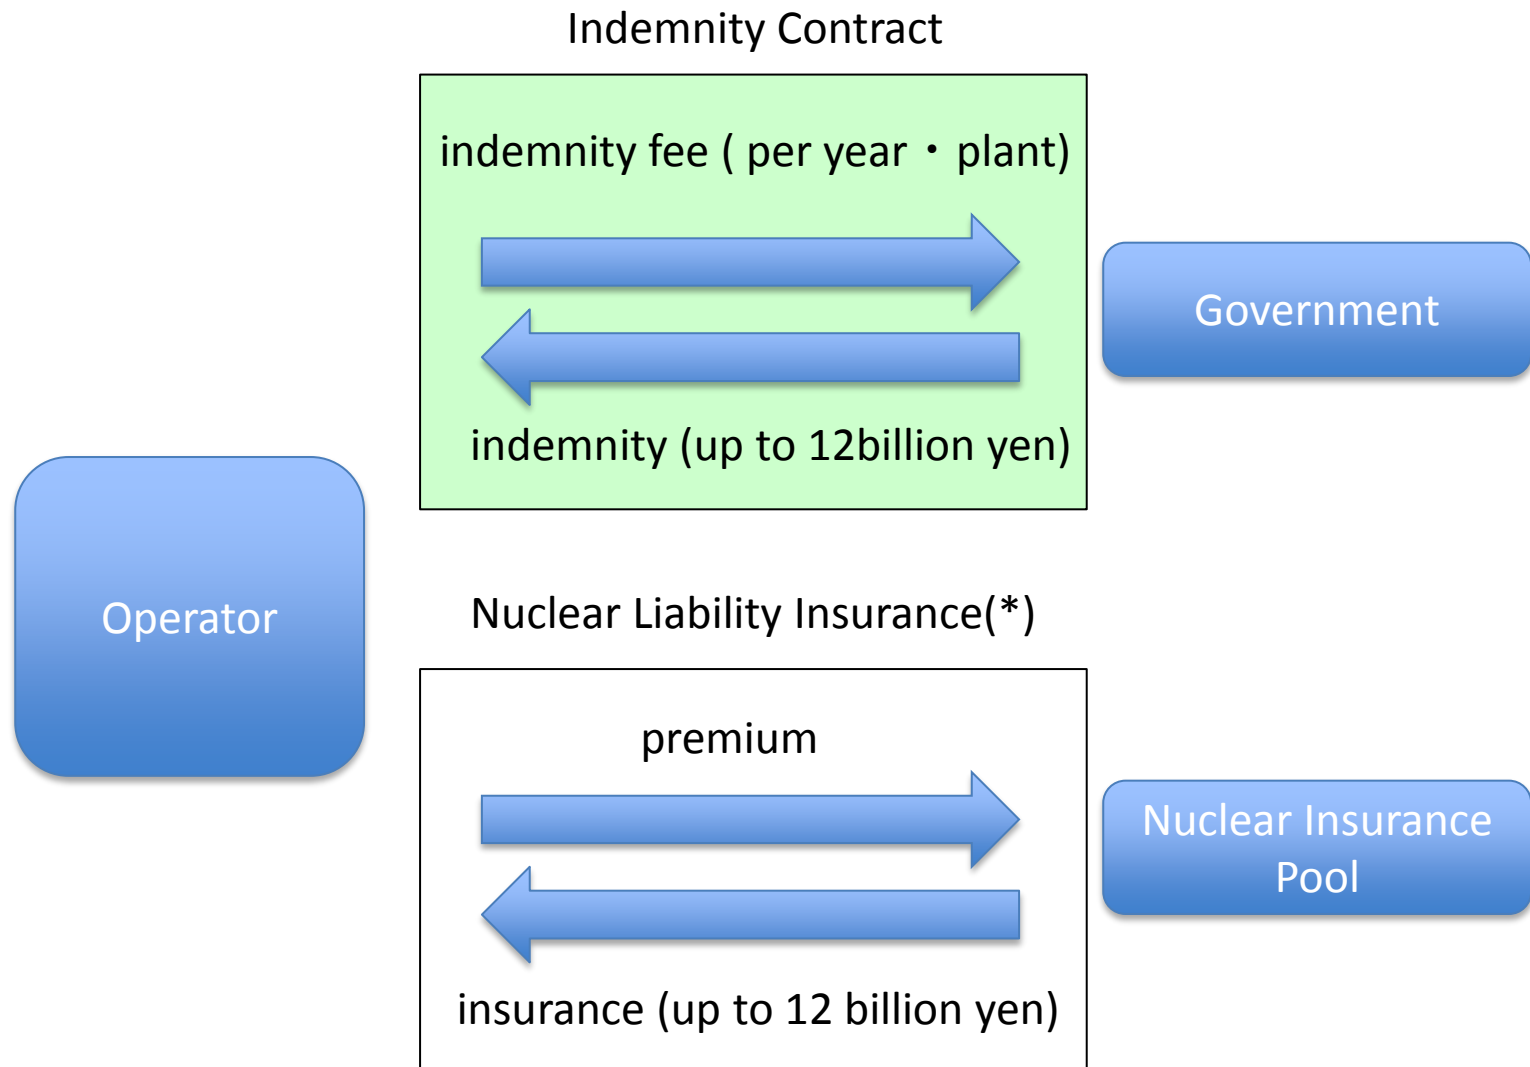 Indemnity Contract
indemnity fee ( per year・plant)
Government
indemnity (up to 12billion yen)
Operator
Nuclear Liability Insurance(*)
premium
Nuclear Insurance
Pool
insurance (up to 12 billion yen)